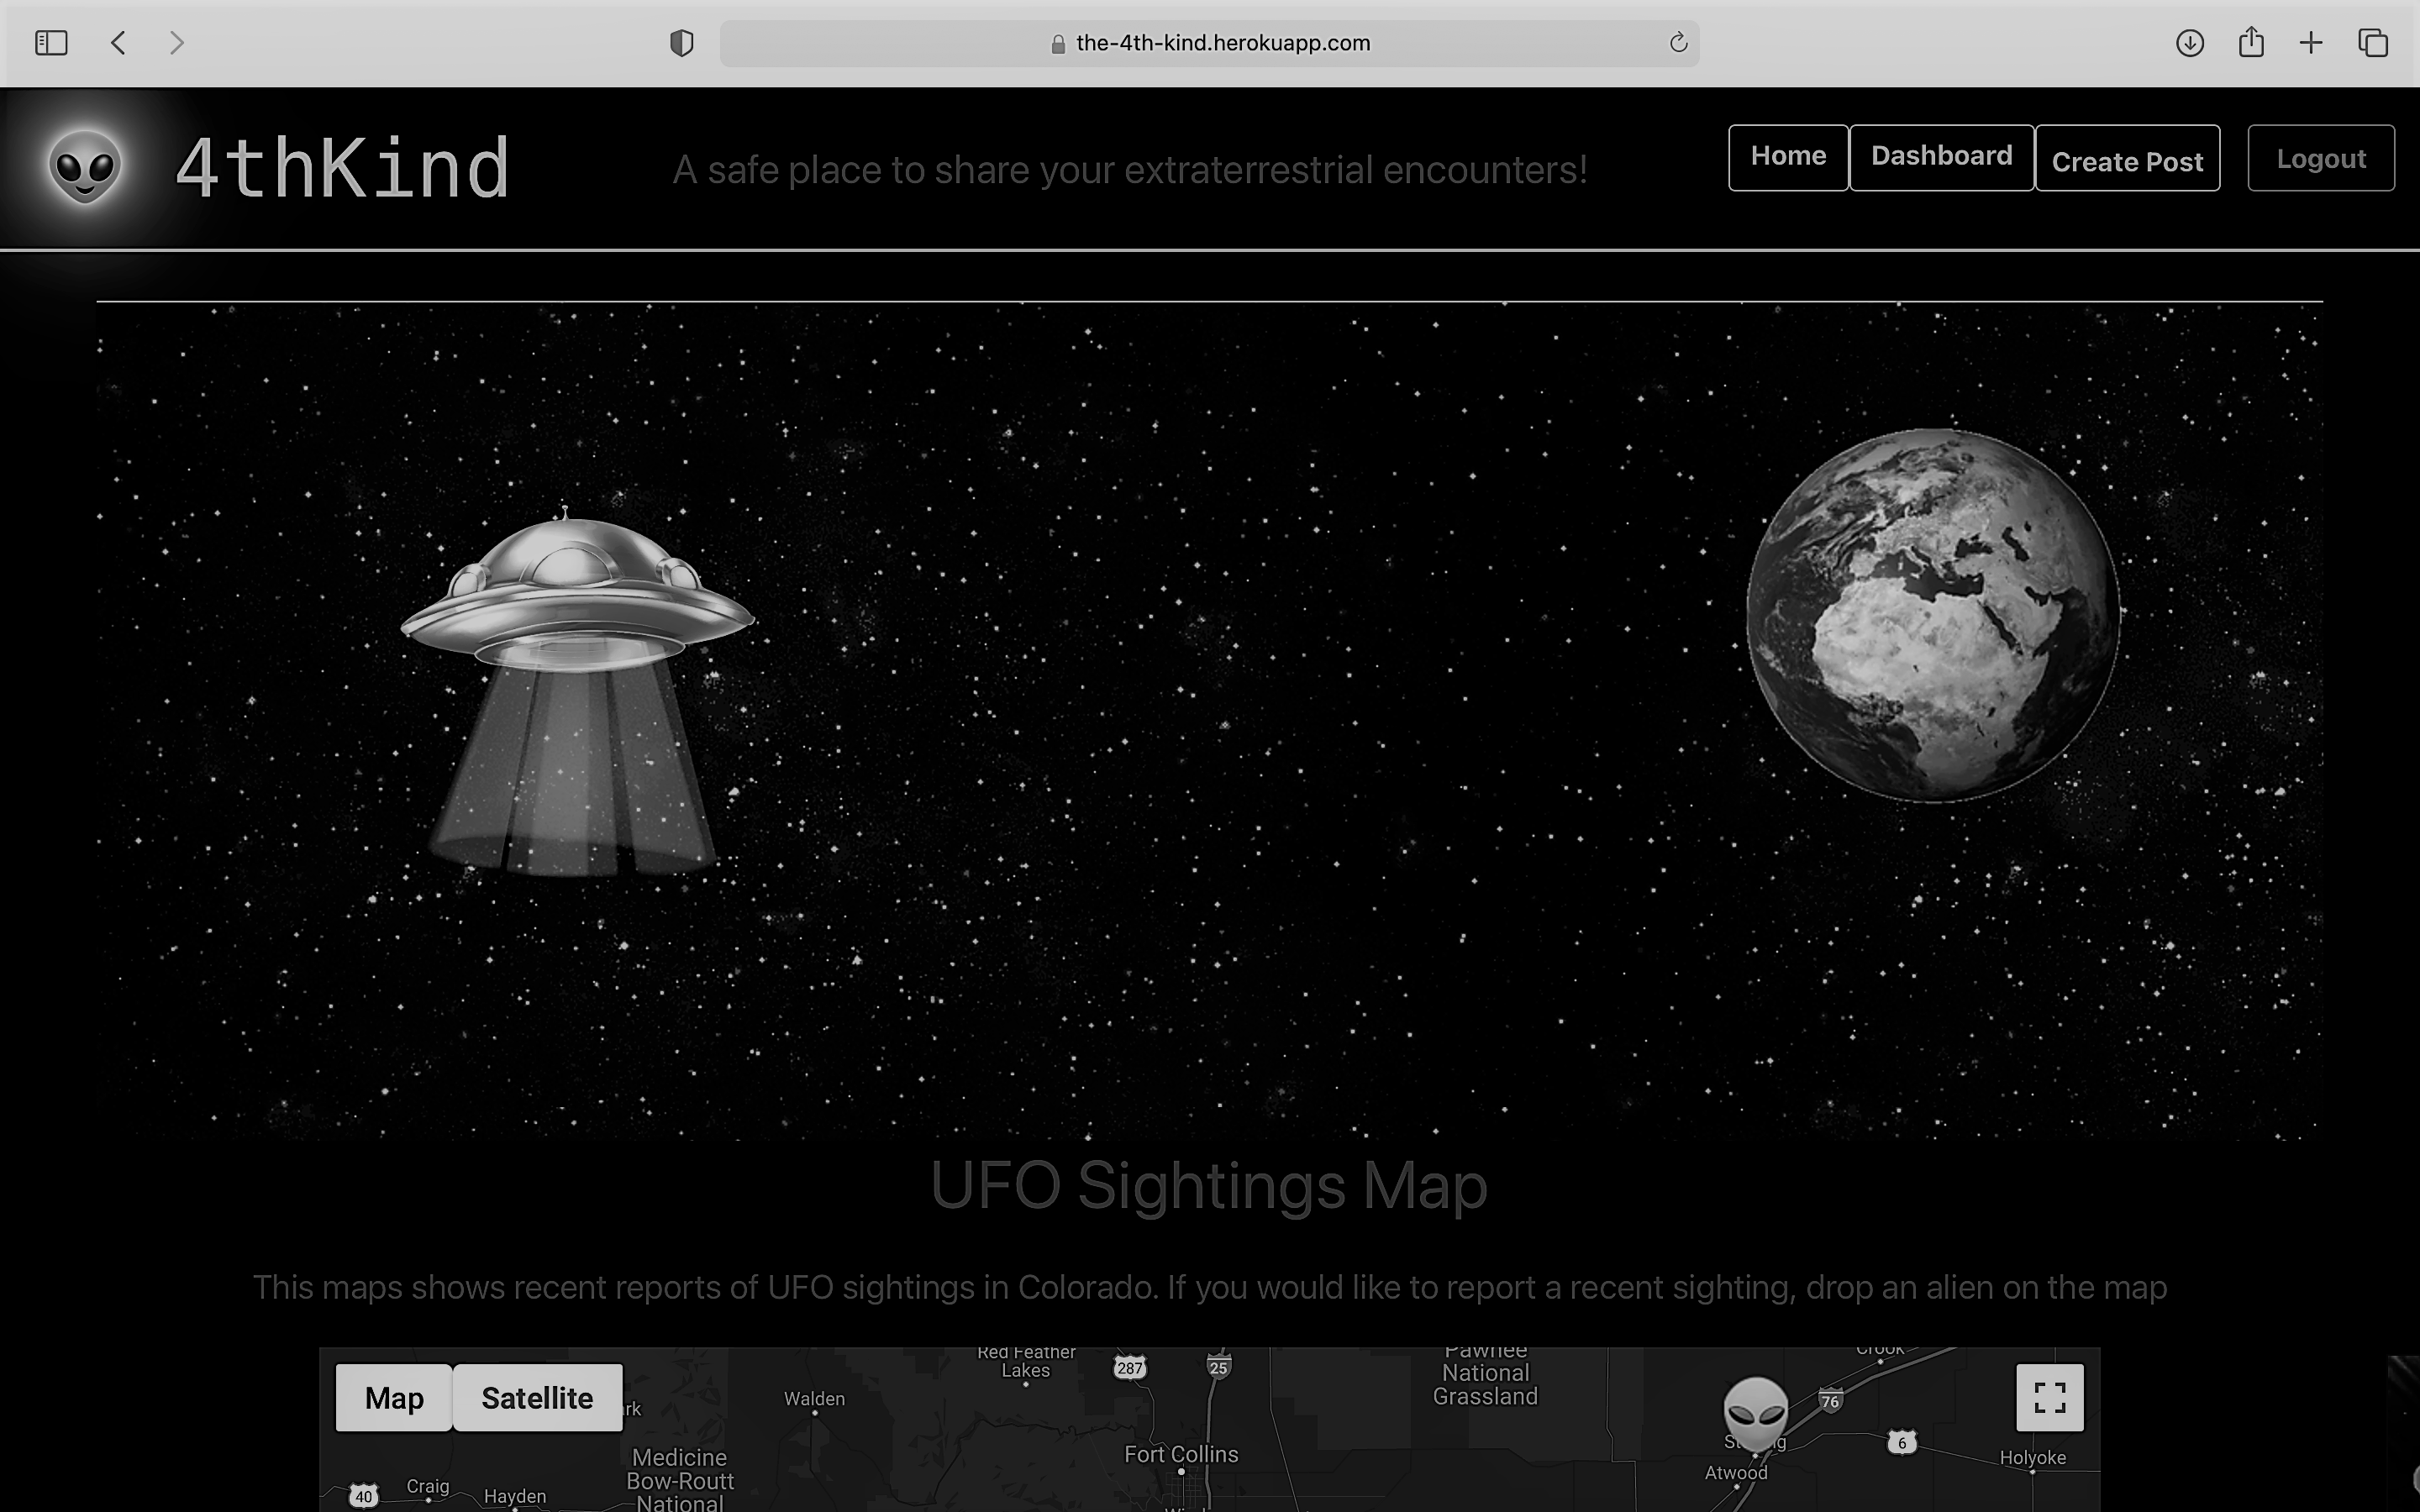 the-4th-kind.herokuapp.com
4thKind
A safe place to share your extraterrestrial encounters!
Home
Dashboard
Create Post
Logout
UFO Sightings Map
This maps shows recent reports of UFO sightings in Colorado. If you would like to report a recent sighting, drop an alien on the map
Map
Satellite
rk
Walden
Red Feather
Lakes
287
25
Pawnee
National
Grassland
Crook
76
6
Holyoke
Atwood
Fort Collins
Medicine
Bow-Routt
National
40
Craig
Hayden